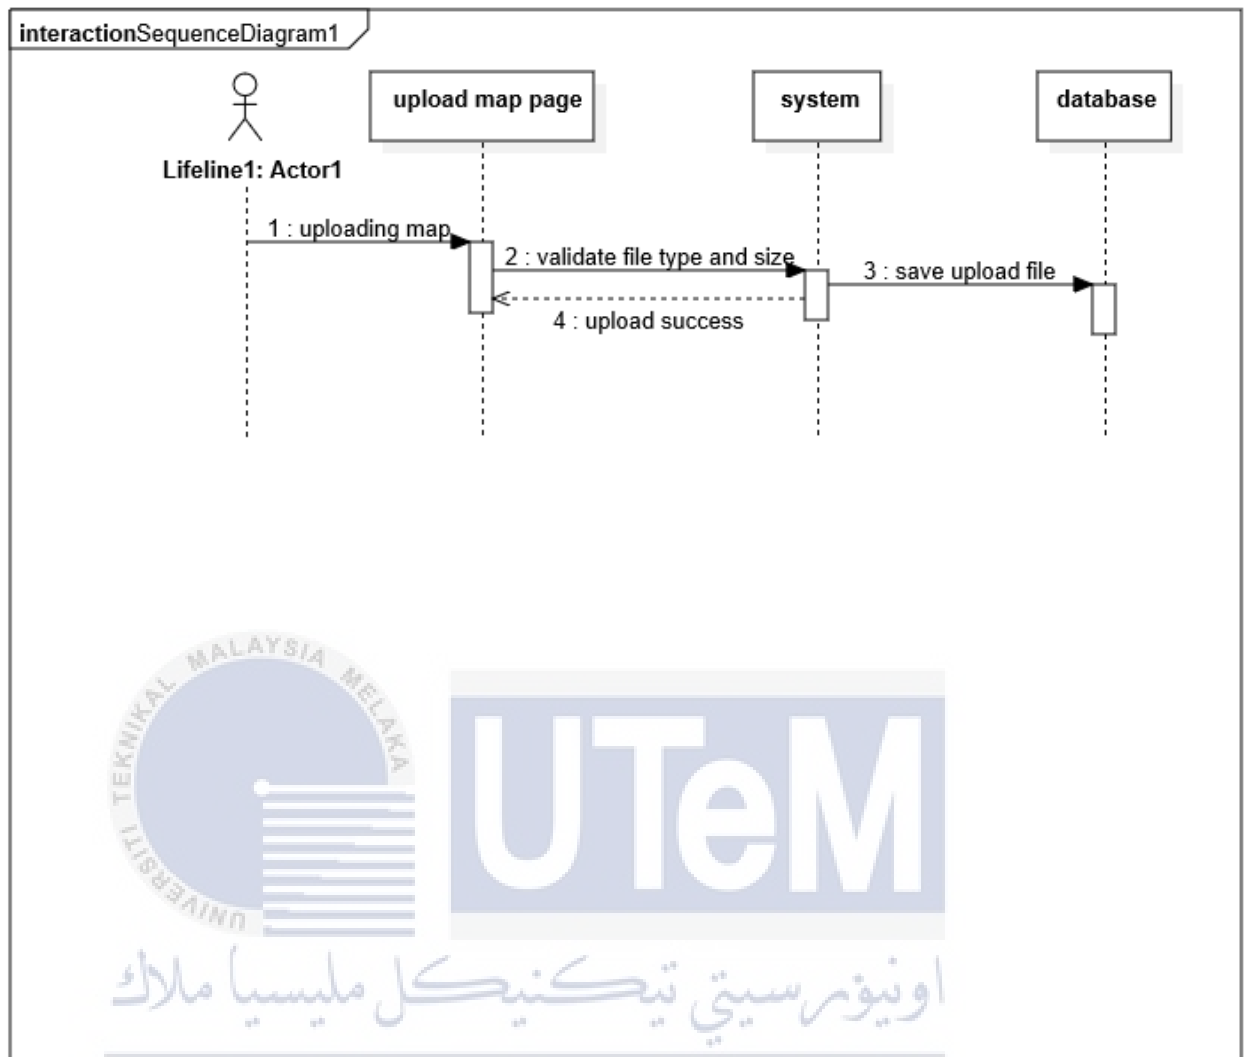 interactionSequenceDiagram1
upload map page
system
database
Lifeline1: Actor1
1 : uploading map
2 : validate file type and size
3 : save upload file
4 : upload success
UNIVERSITI TEKNIKAL MALAYSIA MELAKA
UTeM
اونيۏرسيتي تيكنيكل مليسيا ملاك